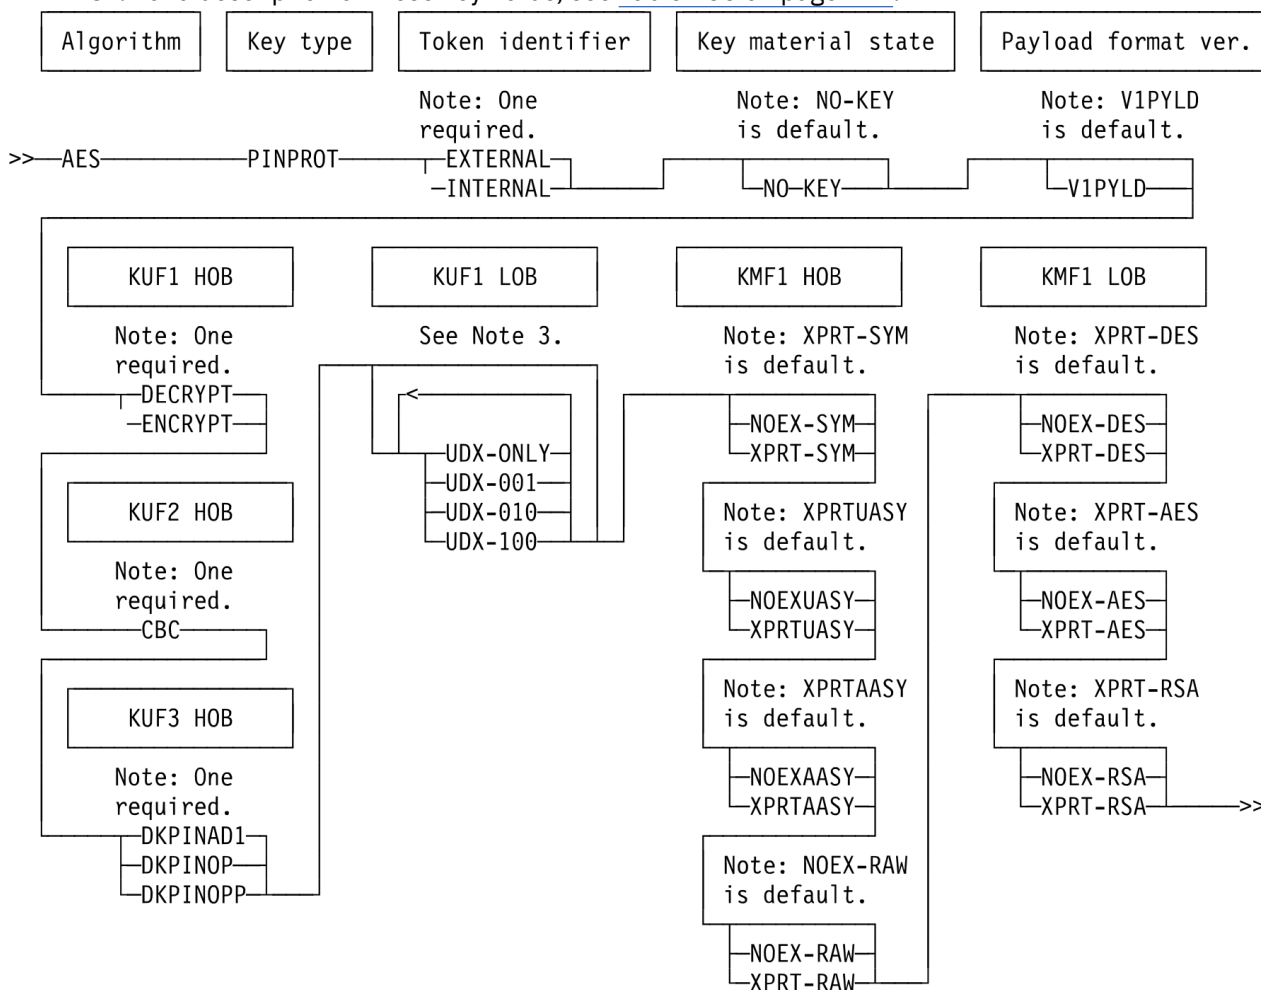 Algorithm Key type Token identifier Key material state Payload format ver.
Note: One Note: NO-KEY Note: V1PYLD
required. is default. is default.
>>—AES—PINPROT—EXTERNAL
INTERNAL NO-KEY V1PYLD
KUF1 HOB KUF1 LOB KMF1 HOB KMF1 LOB
Note: One See Note 3. Note: XPRT-SYM Note: XPRT-DES
required. is default. is default.
DECRYPT <
ENCRYPT NOEX-SYM NOEX-DES
UDX-ONLY XPRT-SYM XPRT-DES
UDX-001
KUF2 HOB UDX-010 Note: XPRTUASY Note: XPRT-AES
UDX-100 is default. is default.
Note: One
required. NOEXUASY NOEX-AES
CBC XPRTUASY XPRT-AES
KUF3 HOB Note: XPRTAASY Note: XPRT-RSA
is default. is default.
Note: One NOEXAASY NOEX-RSA
required. XPRTAASY XPRT-RSA—>>
DKPINAD1
DKPINOP Note: NOEX-RAW
DKPINOPP is default.
NOEX-RAW
XPRT-RAW